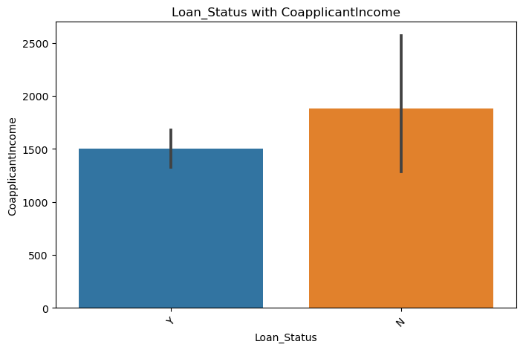 Loan_Status with CoapplicantIncome
2500
2000
1500
1000
500
0
CoapplicantIncome
Y
N
Loan_Status